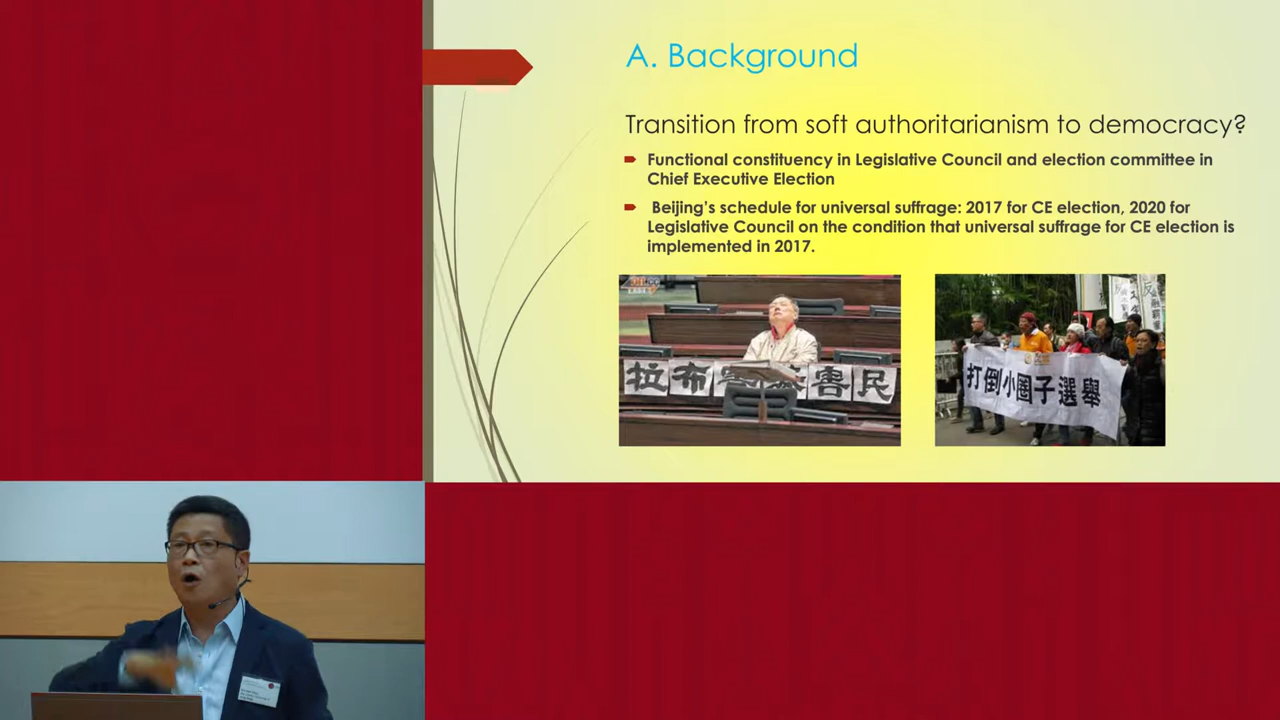 A. Background
Transition from soft authoritarianism to democracy?
Functional constituency in Legislative Council and election committee in
Chief Executive Election
Beijing’s schedule for universal suffrage: 2017 for CE election, 2020 for
Legislative Council on the condition that universal suffrage for CE election is
implemented in 2017.
拉布 害民
打倒小圈子選舉
反